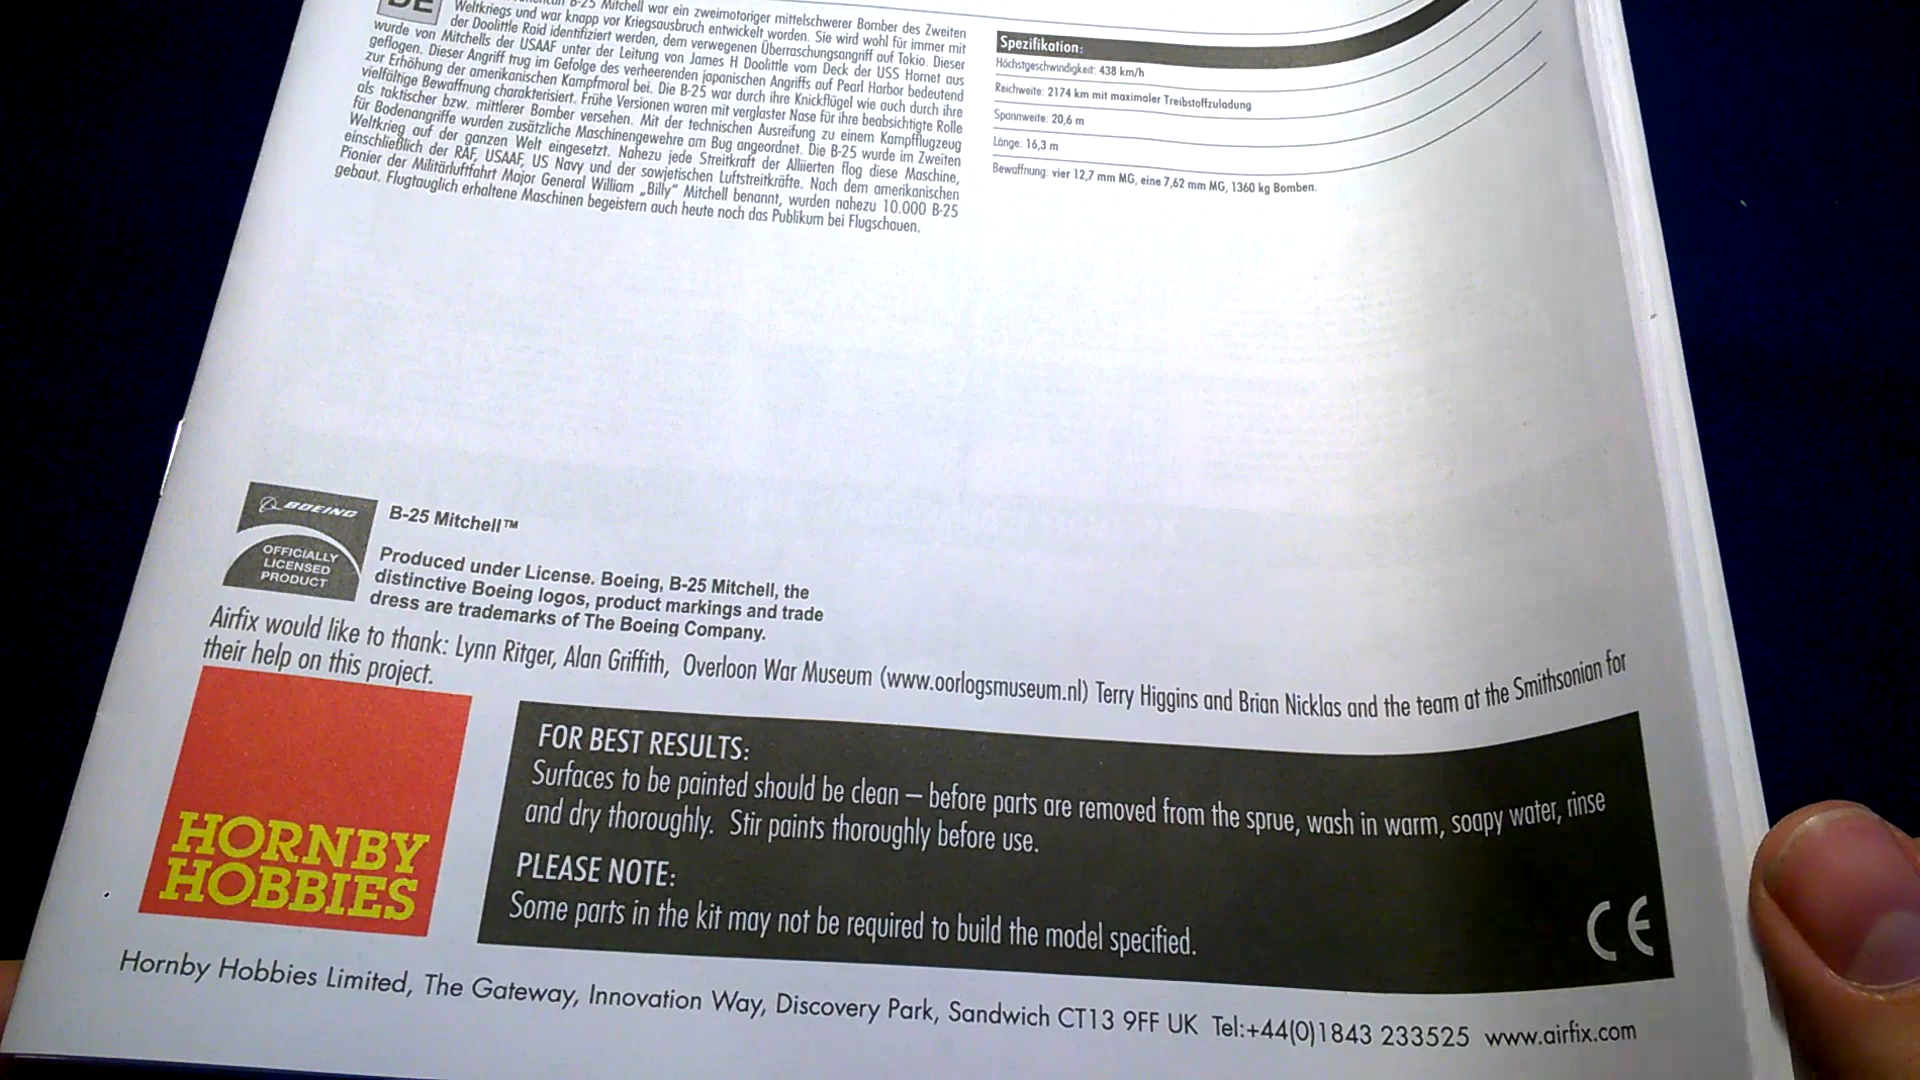 DE
B-25 Mitchell war ein zweimotoriger mittelschwerer Bomber des Zweiten
Weltkriegs und war knapp vor Kriegsausbruch entwickelt worden. Sie wird wohl für immer mit
der Doolittle Raid identifiziert werden, dem verwegenen Überraschungsangriff auf Tokio. Dieser
wurde von Mitchells der USAAF unter der Leitung von James H Doolittle vom Deck der USS Hornet aus
geflogen. Dieser Angriff trug im Gefolge des verheerenden japanischen Angriffs auf Pearl Harbor bedeutend
zur Erhöhung der amerikanischen Kampfmoral bei. Die B-25 war durch ihre Knickflügel wie auch durch ihre
vielfältige Bewaffnung charakterisiert. Frühe Versionen waren mit verglaster Nase für ihre beabsichtigte Rolle
als taktischer bzw. mittlerer Bomber versehen. Mit der technischen Ausreifung zu einem Kampfflugzeug
für Bodenangriffe wurden zusätzliche Maschinengewehre am Bug angeordnet. Die B-25 wurde im Zweiten
Weltkrieg auf der ganzen Welt eingesetzt. Nahezu jede Streitkraft der Alliierten flog diese Maschine,
einschließlich der RAF, USAAF, US Navy und der sowjetischen Luftstreitkräfte. Nach dem amerikanischen
Pionier der Militärluftfahrt Major General William „Billy“ Mitchell benannt, wurden nahezu 10.000 B-25
gebaut. Flugtauglich erhaltene Maschinen begeistern auch heute noch das Publikum bei Flugschauen.
Spezifikation:
Höchstgeschwindigkeit: 438 km/h
Reichweite: 2174 km mit maximaler Treibstoffzuladung
Spannweite: 20,6 m
Länge: 16,3 m
Bewaffnung: vier 12,7 mm MG, eine 7,62 mm MG, 1360 kg Bomben.
BOEING
OFFICIALLY
LICENSED
PRODUCT
B-25 Mitchell™
Produced under License. Boeing, B-25 Mitchell, the
distinctive Boeing logos, product markings and trade
dress are trademarks of The Boeing Company.
Airfix would like to thank: Lynn Ritger, Alan Griffith, Overloon War Museum (www.oorlogsmuseum.nl) Terry Higgins and Brian Nicklas and the team at the Smithsonian for
their help on this project.
HORNBY
HOBBIES
FOR BEST RESULTS:
Surfaces to be painted should be clean – before parts are removed from the sprue, wash in warm, soapy water, rinse
and dry thoroughly. Stir paints thoroughly before use.
PLEASE NOTE:
Some parts in the kit may not be required to build the model specified.
CE
Hornby Hobbies Limited, The Gateway, Innovation Way, Discovery Park, Sandwich CT13 9FF UK Tel:+44(0)1843 233525 www.airfix.com